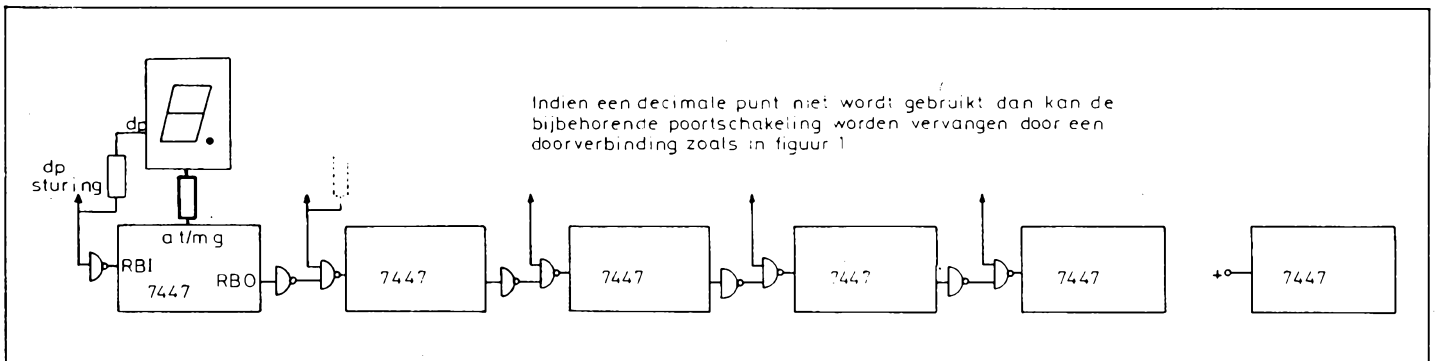 Indien een decimale punt niet wordt gebruikt dan kan de
bijbehorende poortschakeling worden vervangen door een
doorverbinding zoals in figuur 1
dp
dp
sturing
a t/m g
RBI
RBO
7447
7447
7447
7447
7447
+
7447